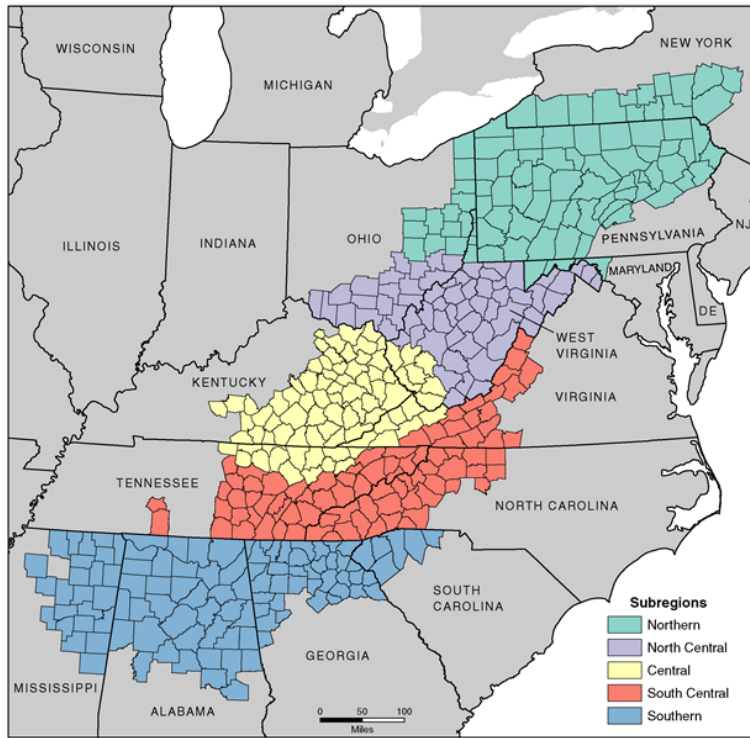 WISCONSIN
NEW YORK
MICHIGAN
ILLINOIS
INDIANA
OHIO
PENNSYLVANIA
NJ
MARYLAND
DE
WEST
VIRGINIA
KENTUCKY
VIRGINIA
TENNESSEE
NORTH CAROLINA
SOUTH
CAROLINA
GEORGIA
MISSISSIPPI
ALABAMA
0 50 100
Miles
Subregions
Northern
North Central
Central
South Central
Southern